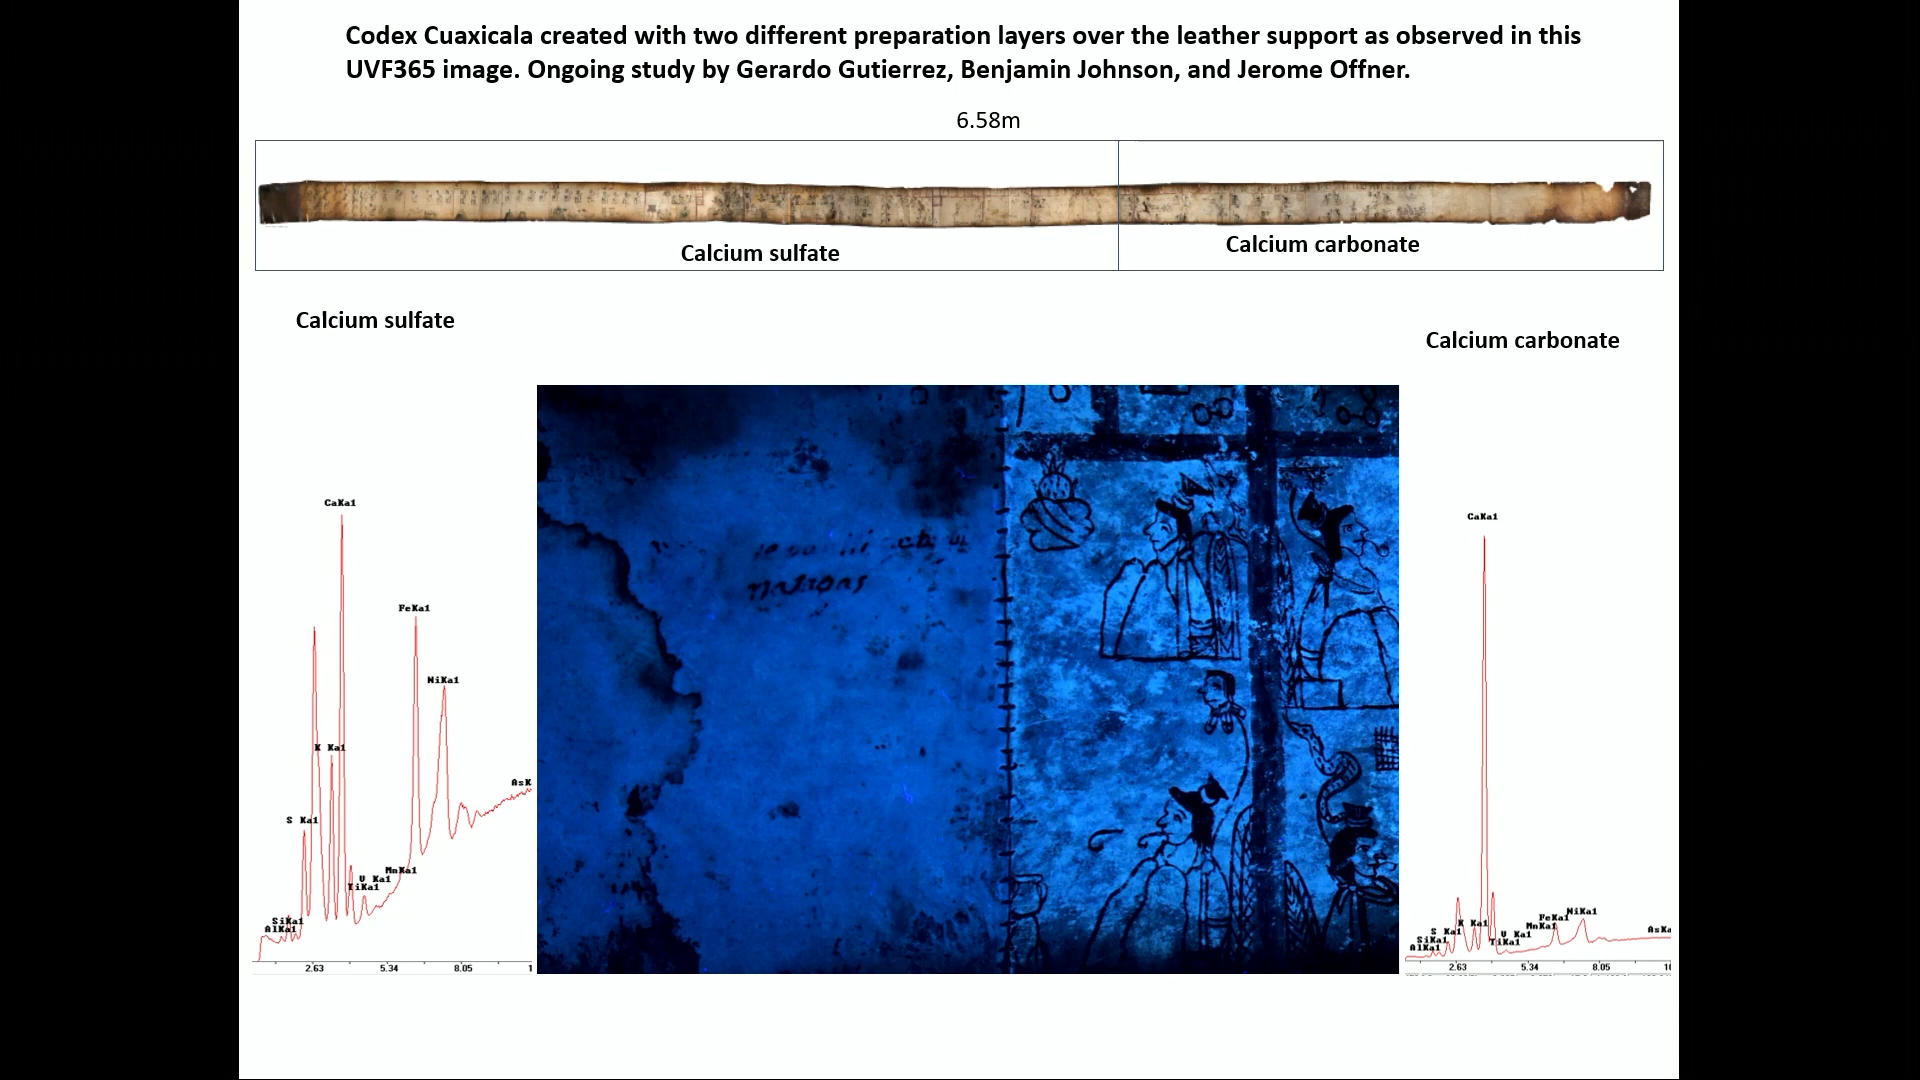 Codex Cuaxicala created with two different preparation layers over the leather support as observed in this
UVF365 image. Ongoing study by Gerardo Gutierrez, Benjamin Johnson, and Jerome Offner.
6.58m
Calcium sulfate
Calcium carbonate
Calcium sulfate
Calcium carbonate
CaKa1
FeKa1
NiKa1
K Ka1
AsK
S Ka1
MnKa1
U Ka1
TiKa1
SiKa1
AlKa1
2.63 5.34 8.05 1
CaKa1
NiKa1
FeKa1
K Ka1
MnKa1
S Ka1
AsKa
U Ka1
SiKa1
TiKa1
AlKa1
2.63 5.34 8.05 10